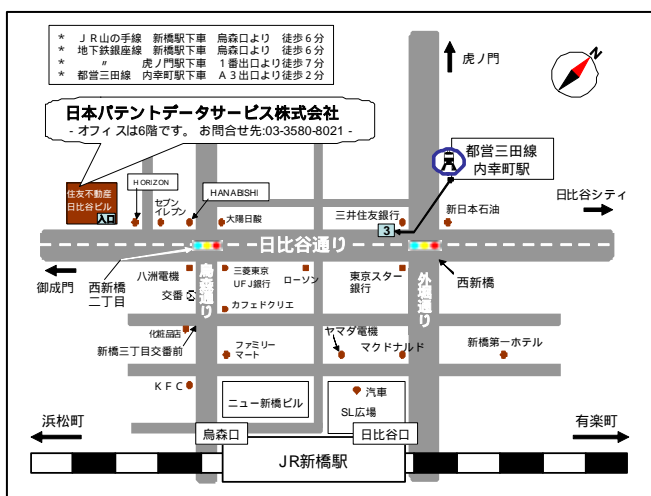 * ＪＲ山の手線 新橋駅下車 烏森口より 徒歩６分
* 地下鉄銀座線 新橋駅下車 烏森口より 徒歩６分
* 〃 虎ノ門駅下車 １番出口より徒歩７分
* 都営三田線 内幸町駅下車 Ａ３出口より徒歩２分
N
虎ノ門
日本パテントデータサービス株式会社
- オフィスは6階です。 お問合せ先:03-3580-8021 -
都営三田線
内幸町駅
住友不動産
日比谷ビル
入口
HORIZON
セブン
イレブン
HANABISHI
大陽日酸
三井住友銀行
3
新日本石油
日比谷シティ
日比谷通り
御成門
西新橋
二丁目
八洲電機
交番
烏森通り
三菱東京
UFJ銀行
カフェドクリエ
ローソン
東京スター
銀行
外堀通り
西新橋
化粧品店
新橋三丁目交番前
ファミリー
マート
ヤマダ電機
マクドナルド
新橋第一ホテル
ＫＦＣ
ニュー新橋ビル
汽車
SL広場
浜松町
烏森口
日比谷口
有楽町
JR新橋駅